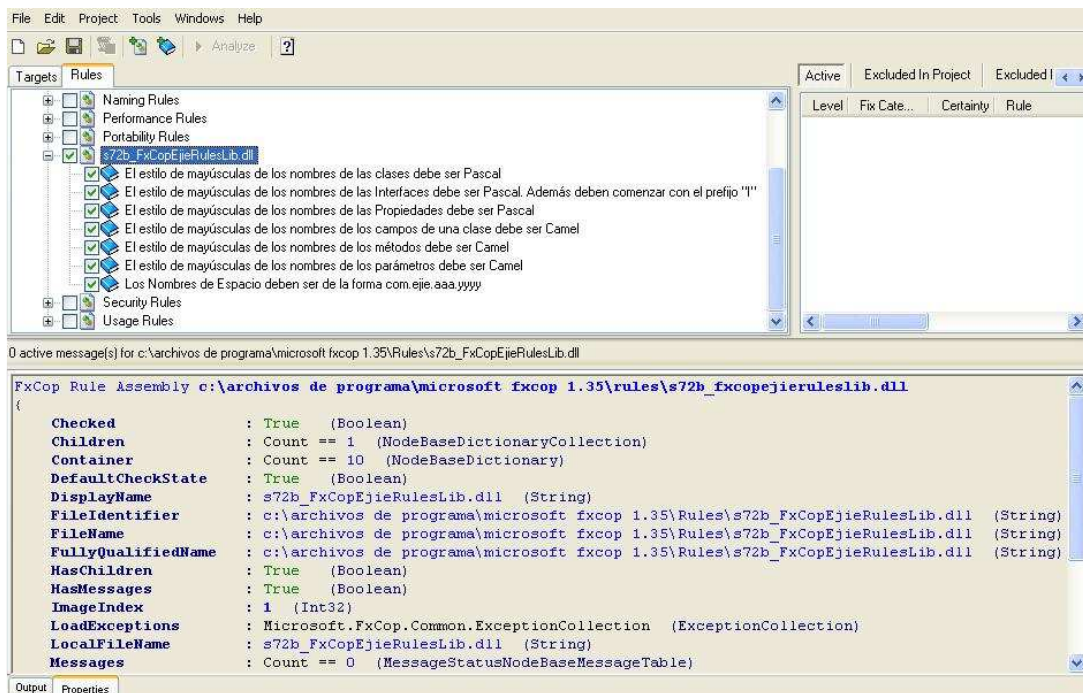 File Edit Project Tools Windows Help
Analyze
Targets Rules
Naming Rules
Performance Rules
Portability Rules
s72b_FxCopEjieRulesLib.dll
El estilo de mayúsculas de los nombres de las clases debe ser Pascal
El estilo de mayúsculas de los nombres de las Interfaces debe ser Pascal. Además deben comenzar con el prefijo "I"
El estilo de mayúsculas de los nombres de las Propiedades debe ser Pascal
El estilo de mayúsculas de los nombres de los campos de una clase debe ser Camel
El estilo de mayúsculas de los nombres de los métodos debe ser Camel
El estilo de mayúsculas de los nombres de los parámetros debe ser Camel
Los Nombres de Espacio deben ser de la forma com.ejie.aaa.yyyy
Security Rules
Usage Rules
Active Excluded In Project Excluded I
Level Fix Cate... Certainty Rule
0 active message(s) for c:\archivos de programa\microsoft fxcop 1.35\Rules\s72b_FxCopEjieRulesLib.dll
FxCop Rule Assembly c:\archivos de programa\microsoft fxcop 1.35\rules\s72b_fxcopejieruleslib.dll
{
Checked : True (Boolean)
Children : Count == 1 (NodeBaseDictionaryCollection)
Container : Count == 10 (NodeBaseDictionary)
DefaultCheckState : True (Boolean)
DisplayName : s72b_FxCopEjieRulesLib.dll (String)
FileIdentifier : c:\archivos de programa\microsoft fxcop 1.35\Rules\s72b_FxCopEjieRulesLib.dll (String)
FileName : c:\archivos de programa\microsoft fxcop 1.35\Rules\s72b_FxCopEjieRulesLib.dll (String)
FullyQualifiedName : c:\archivos de programa\microsoft fxcop 1.35\Rules\s72b_FxCopEjieRulesLib.dll (String)
HasChildren : True (Boolean)
HasMessages : True (Boolean)
ImageIndex : 1 (Int32)
LoadExceptions : Microsoft.FxCop.Common.ExceptionCollection (ExceptionCollection)
LocalFileName : s72b_FxCopEjieRulesLib.dll (String)
Messages : Count == 0 (MessageStatusNodeBaseMessageTable)
Output Properties